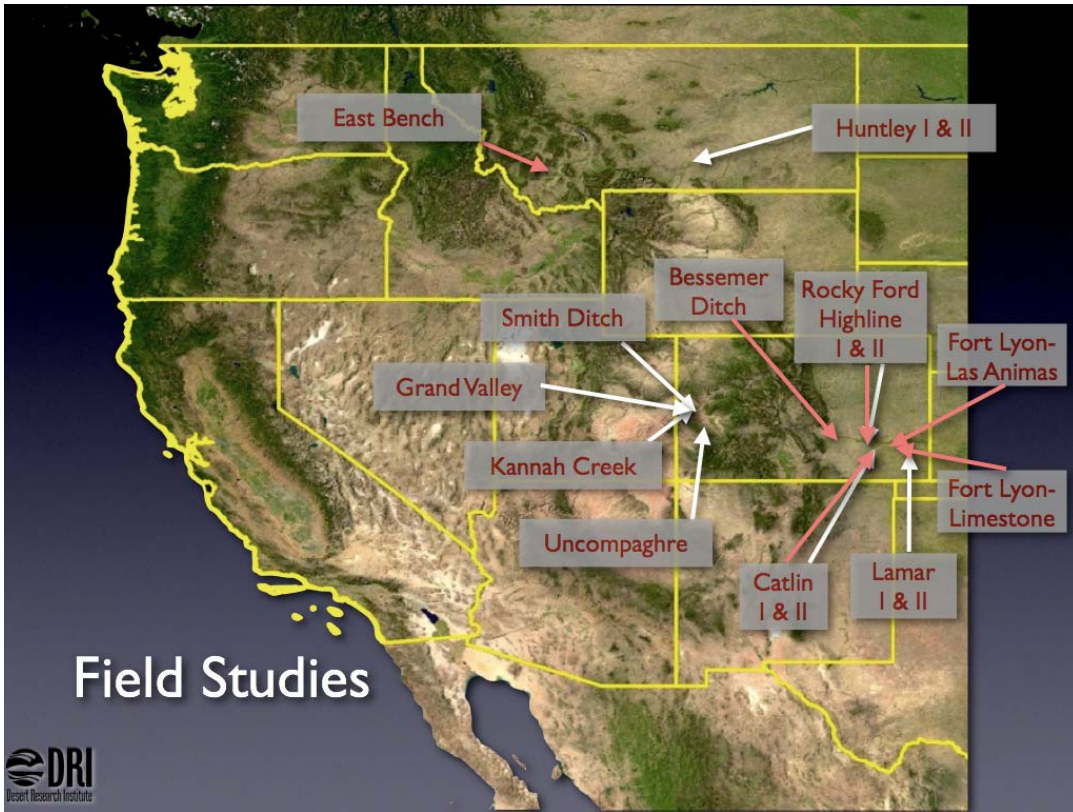 East Bench
Huntley I & II
Bessemer
Ditch
Rocky Ford
Highline
I & II
Smith Ditch
Fort Lyon-
Las Animas
Grand Valley
Kannah Creek
Fort Lyon-
Limestone
Uncompaghre
Catlin
I & II
Lamar
I & II
Field Studies
DRI
Desert Research Institute